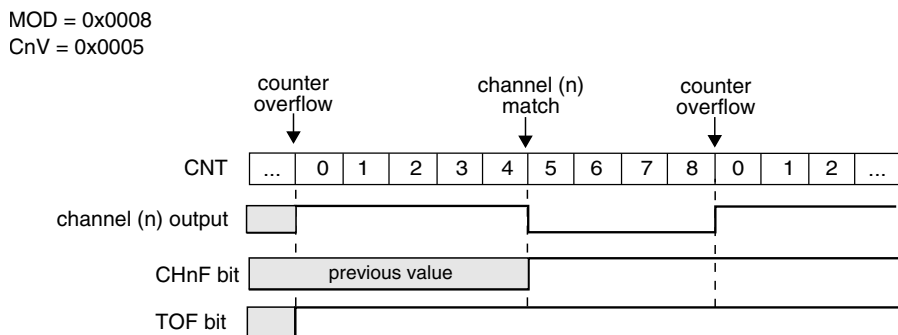 MOD = 0x0008
CnV = 0x0005
counter
overflow
channel (n)
match
counter
overflow
CNT ... 0 1 2 3 4 5 6 7 8 0 1 2 ...
channel (n) output
CHnF bit previous value
TOF bit